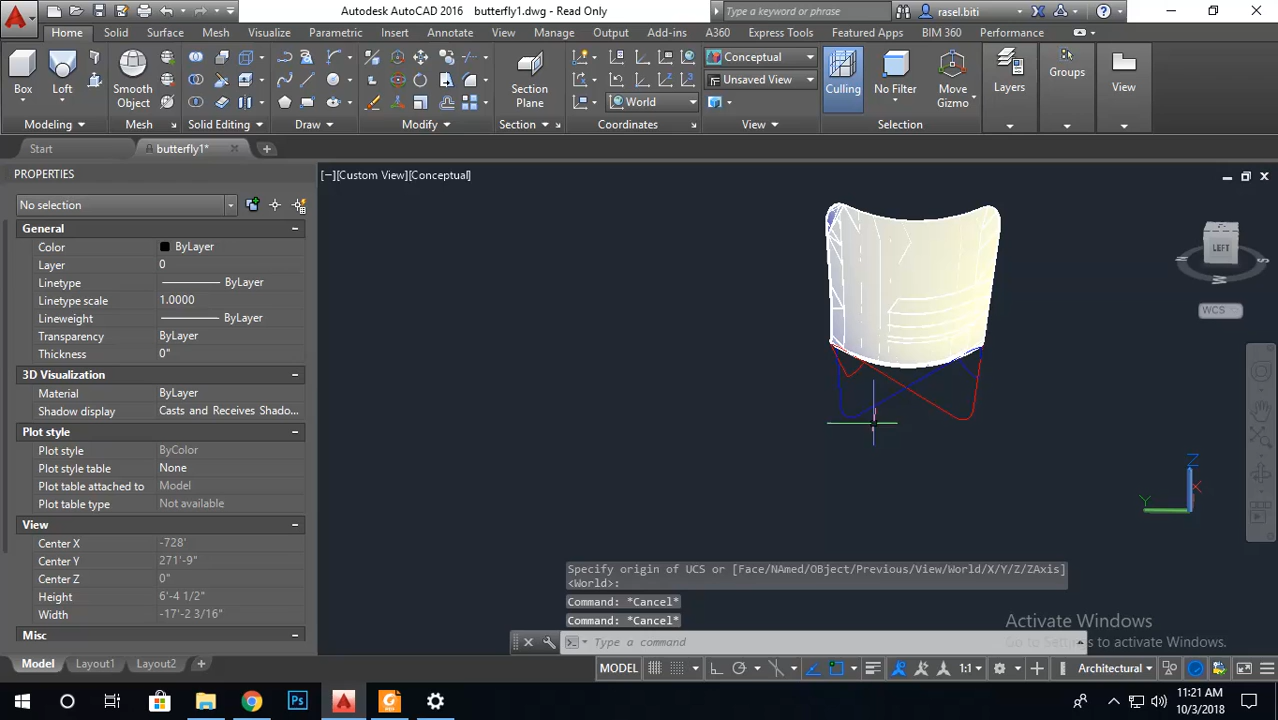 Autodesk AutoCAD 2016 butterfly1.dwg - Read Only
Type a keyword or phrase
rasel.biti
Home Solid Surface Mesh Visualize Parametric Insert Annotate View Manage Output Add-ins A360 Express Tools Featured Apps BIM 360 Performance
Box Loft Smooth Object Section Plane Culling No Filter Move Gizmo Layers Groups View
Conceptual
Unsaved View
World
Modeling Mesh Solid Editing Draw Modify Section Coordinates View Selection
Start butterfly1*
PROPERTIES
[−][Custom View][Conceptual]
No selection
General
Color ByLayer
Layer 0
Linetype ByLayer
Linetype scale 1.0000
Lineweight ByLayer
Transparency ByLayer
Thickness 0"
3D Visualization
Material ByLayer
Shadow display Casts and Receives Shado...
Plot style
Plot style ByColor
Plot style table None
Plot table attached to Model
Plot table type Not available
View
Center X -728'
Center Y 271'-9"
Center Z 0"
Height 6'-4 1/2"
Width -17'-2 3/16"
Misc
LEFT
S
W
WCS
Z
X
Y
Specify origin of UCS or [Face/NAmed/OBject/Previous/View/World/X/Y/Z/ZAxis]
<World>:
Command: *Cancel*
Command: *Cancel*
Type a command
Activate Windows
Go to Settings to activate Windows.
Model Layout1 Layout2
MODEL 1:1 Architectural
Ps
11:21 AM
10/3/2018